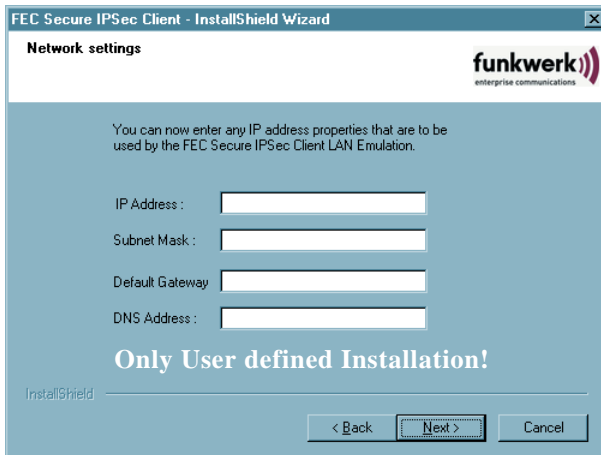 FEC Secure IPSec Client - InstallShield Wizard
Network settings
funkwerk
enterprise communications
You can now enter any IP address properties that are to be
used by the FEC Secure IPSec Client LAN Emulation.
IP Address :
Subnet Mask :
Default Gateway
DNS Address :
Only User defined Installation!
InstallShield
< Back
Next >
Cancel